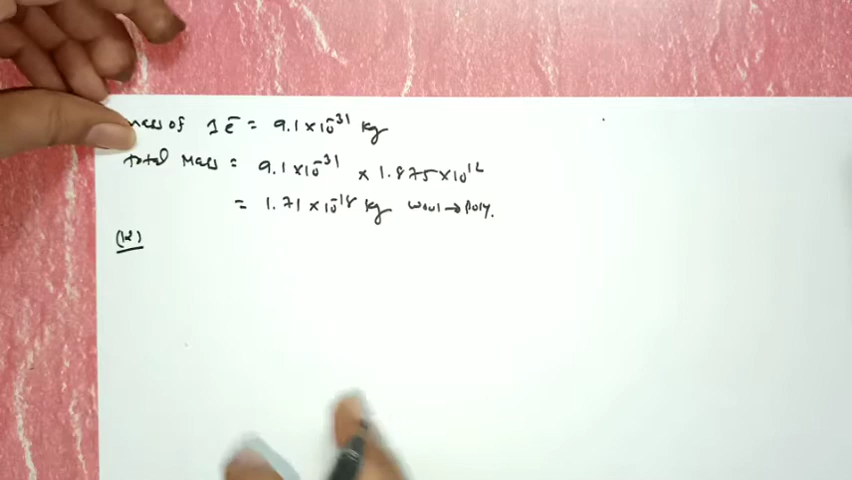 mass of 1 e̅ = 9.1×10⁻³¹ kg
total Mass = 9.1×10⁻³¹ × 1.875×10¹²
= 1.71×10⁻¹⁸ kg wool→Poly.
(12)